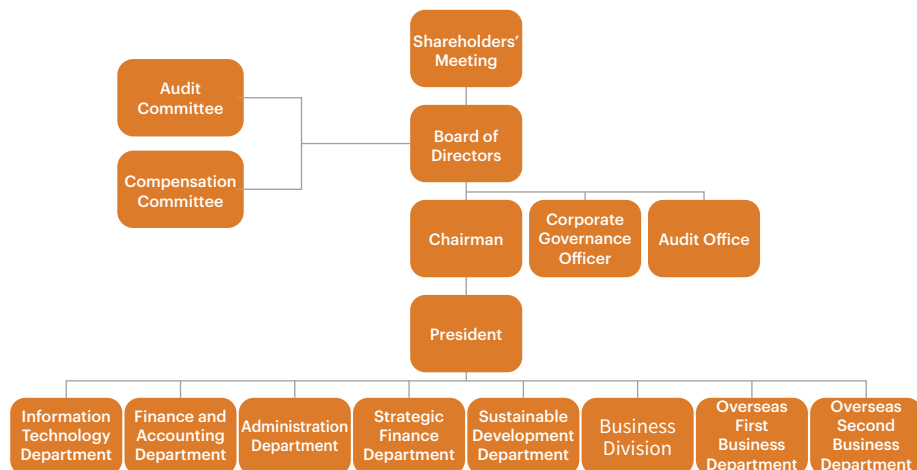 Shareholders’
Meeting
Audit
Committee
Board of
Directors
Compensation
Committee
Chairman
Corporate
Governance
Officer
Audit Office
President
Information
Technology
Department
Finance and
Accounting
Department
Administration
Department
Strategic
Finance
Department
Sustainable
Development
Department
Business
Division
Overseas
First
Business
Department
Overseas
Second
Business
Department